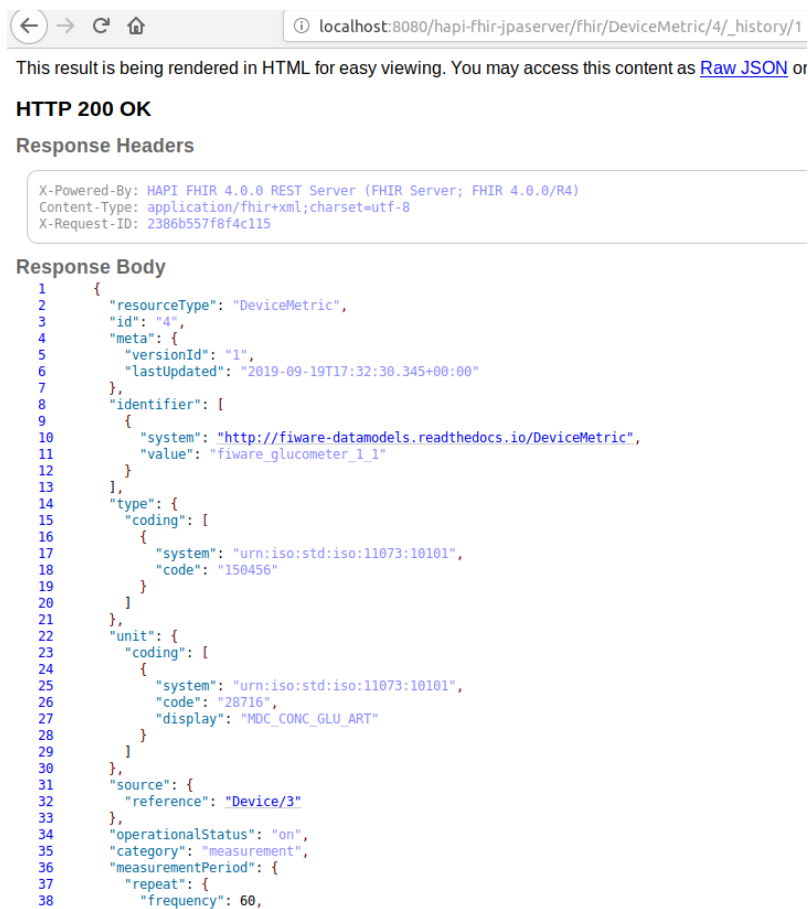 localhost:8080/hapi-fhir-jpaserver/fhir/DeviceMetric/4/_history/1
This result is being rendered in HTML for easy viewing. You may access this content as Raw JSON or
HTTP 200 OK
Response Headers
X-Powered-By: HAPI FHIR 4.0.0 REST Server (FHIR Server; FHIR 4.0.0/R4)
Content-Type: application/fhir+xml;charset=utf-8
X-Request-ID: 2386b557f8f4c115
Response Body
1 {
2 "resourceType": "DeviceMetric",
3 "id": "4",
4 "meta": {
5 "versionId": "1",
6 "lastUpdated": "2019-09-19T17:32:30.345+00:00"
7 },
8 "identifier": [
9 {
10 "system": "http://fiware-datamodels.readthedocs.io/DeviceMetric",
11 "value": "fiware_glucometer_1_1"
12 }
13 ],
14 "type": {
15 "coding": [
16 {
17 "system": "urn:iso:std:iso:11073:10101",
18 "code": "150456"
19 }
20 ]
21 },
22 "unit": {
23 "coding": [
24 {
25 "system": "urn:iso:std:iso:11073:10101",
26 "code": "28716",
27 "display": "MDC_CONC_GLU_ART"
28 }
29 ]
30 },
31 "source": {
32 "reference": "Device/3"
33 },
34 "operationalStatus": "on",
35 "category": "measurement",
36 "measurementPeriod": {
37 "repeat": {
38 "frequency": 60,